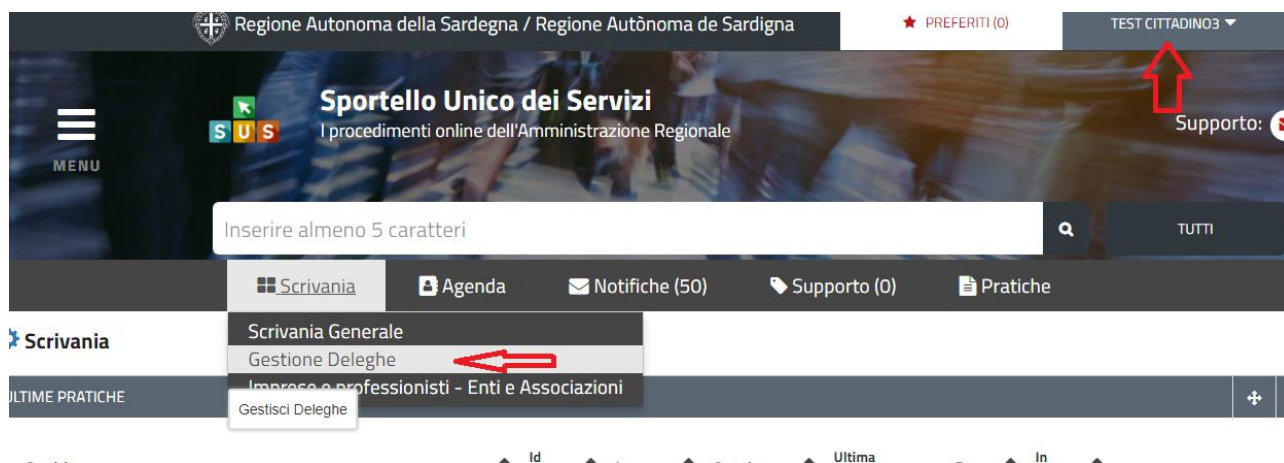 Regione Autonoma della Sardegna / Regione Autònoma de Sardigna
PREFERITI (0)
TEST CITTADINO3
MENU
SUS
Sportello Unico dei Servizi
I procedimenti online dell'Amministrazione Regionale
Supporto:
Inserire almeno 5 caratteri
TUTTI
Scrivania
Agenda
Notifiche (50)
Supporto (0)
Pratiche
Scrivania
Scrivania Generale
Gestione Deleghe
Imprese e professionisti - Enti e Associazioni
ULTIME PRATICHE
Gestisci Deleghe
Id
Ultima
In